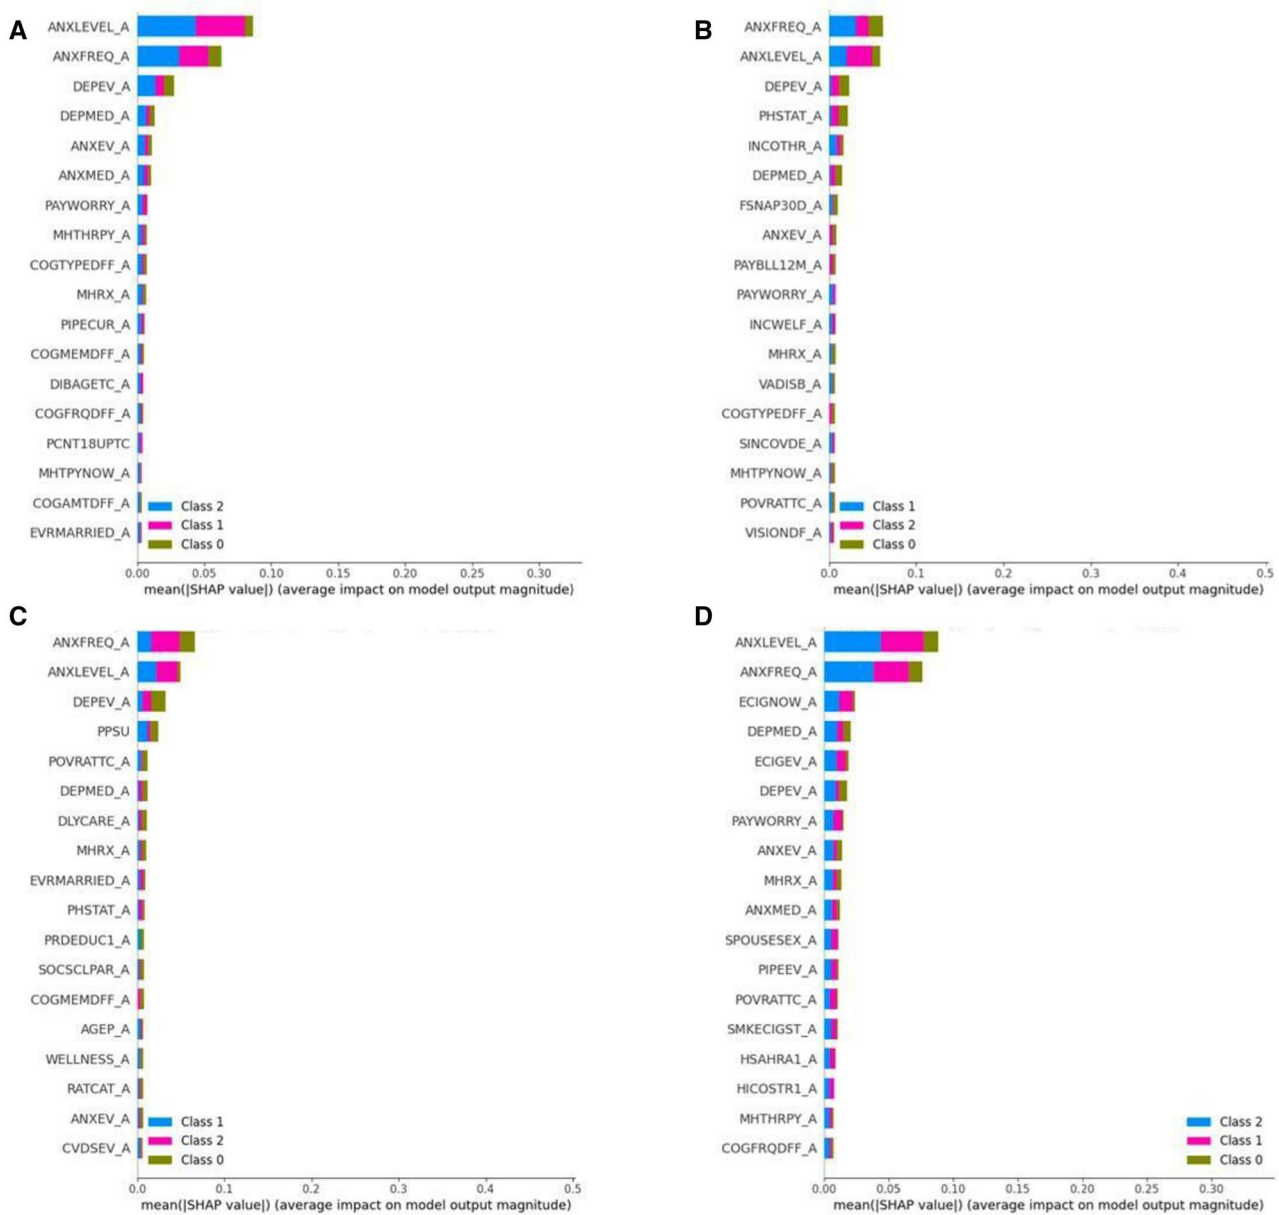 A
ANXLEVEL_A
ANXFREQ_A
DEPEV_A
DEPMED_A
ANXEV_A
ANXMED_A
PAYWORRY_A
MHTHRPY_A
COGTYPEDFF_A
MHRX_A
PIPECUR_A
COGMEMDFF_A
DIBAGETC_A
COGFRQDFF_A
PCNT18UPTC
MHTPYNOW_A
COGAMTDFF_A
EVRMARRIED_A
Class 2
Class 1
Class 0
0.00 0.05 0.10 0.15 0.20 0.25 0.30
mean(|SHAP value|) (average impact on model output magnitude)
B
ANXFREQ_A
ANXLEVEL_A
DEPEV_A
PHSTAT_A
INCOTHR_A
DEPMED_A
FSNAP30D_A
ANXEV_A
PAYBLL12M_A
PAYWORRY_A
INCWELF_A
MHRX_A
VADISB_A
COGTYPEDFF_A
SINCOVDE_A
MHTPYNOW_A
POVRATTC_A
VISIONDF_A
Class 1
Class 2
Class 0
0.0 0.1 0.2 0.3 0.4 0.5
mean(|SHAP value|) (average impact on model output magnitude)
C
ANXFREQ_A
ANXLEVEL_A
DEPEV_A
PPSU
POVRATTC_A
DEPMED_A
DLYCARE_A
MHRX_A
EVRMARRIED_A
PHSTAT_A
PRDEDUC1_A
SOCSCLPAR_A
COGMEMDFF_A
AGEP_A
WELLNESS_A
RATCAT_A
ANXEV_A
CVDSEV_A
Class 1
Class 2
Class 0
0.0 0.1 0.2 0.3 0.4 0.5
mean(|SHAP value|) (average impact on model output magnitude)
D
ANXLEVEL_A
ANXFREQ_A
ECIGNOW_A
DEPMED_A
ECIGEV_A
DEPEV_A
PAYWORRY_A
ANXEV_A
MHRX_A
ANXMED_A
SPOUSESEX_A
PIPEEV_A
POVRATTC_A
SMKECIGST_A
HSAHRA1_A
HICOSTR1_A
MHTHRPY_A
COGFRQDFF_A
Class 2
Class 1
Class 0
0.00 0.05 0.10 0.15 0.20 0.25 0.30
mean(|SHAP value|) (average impact on model output magnitude)